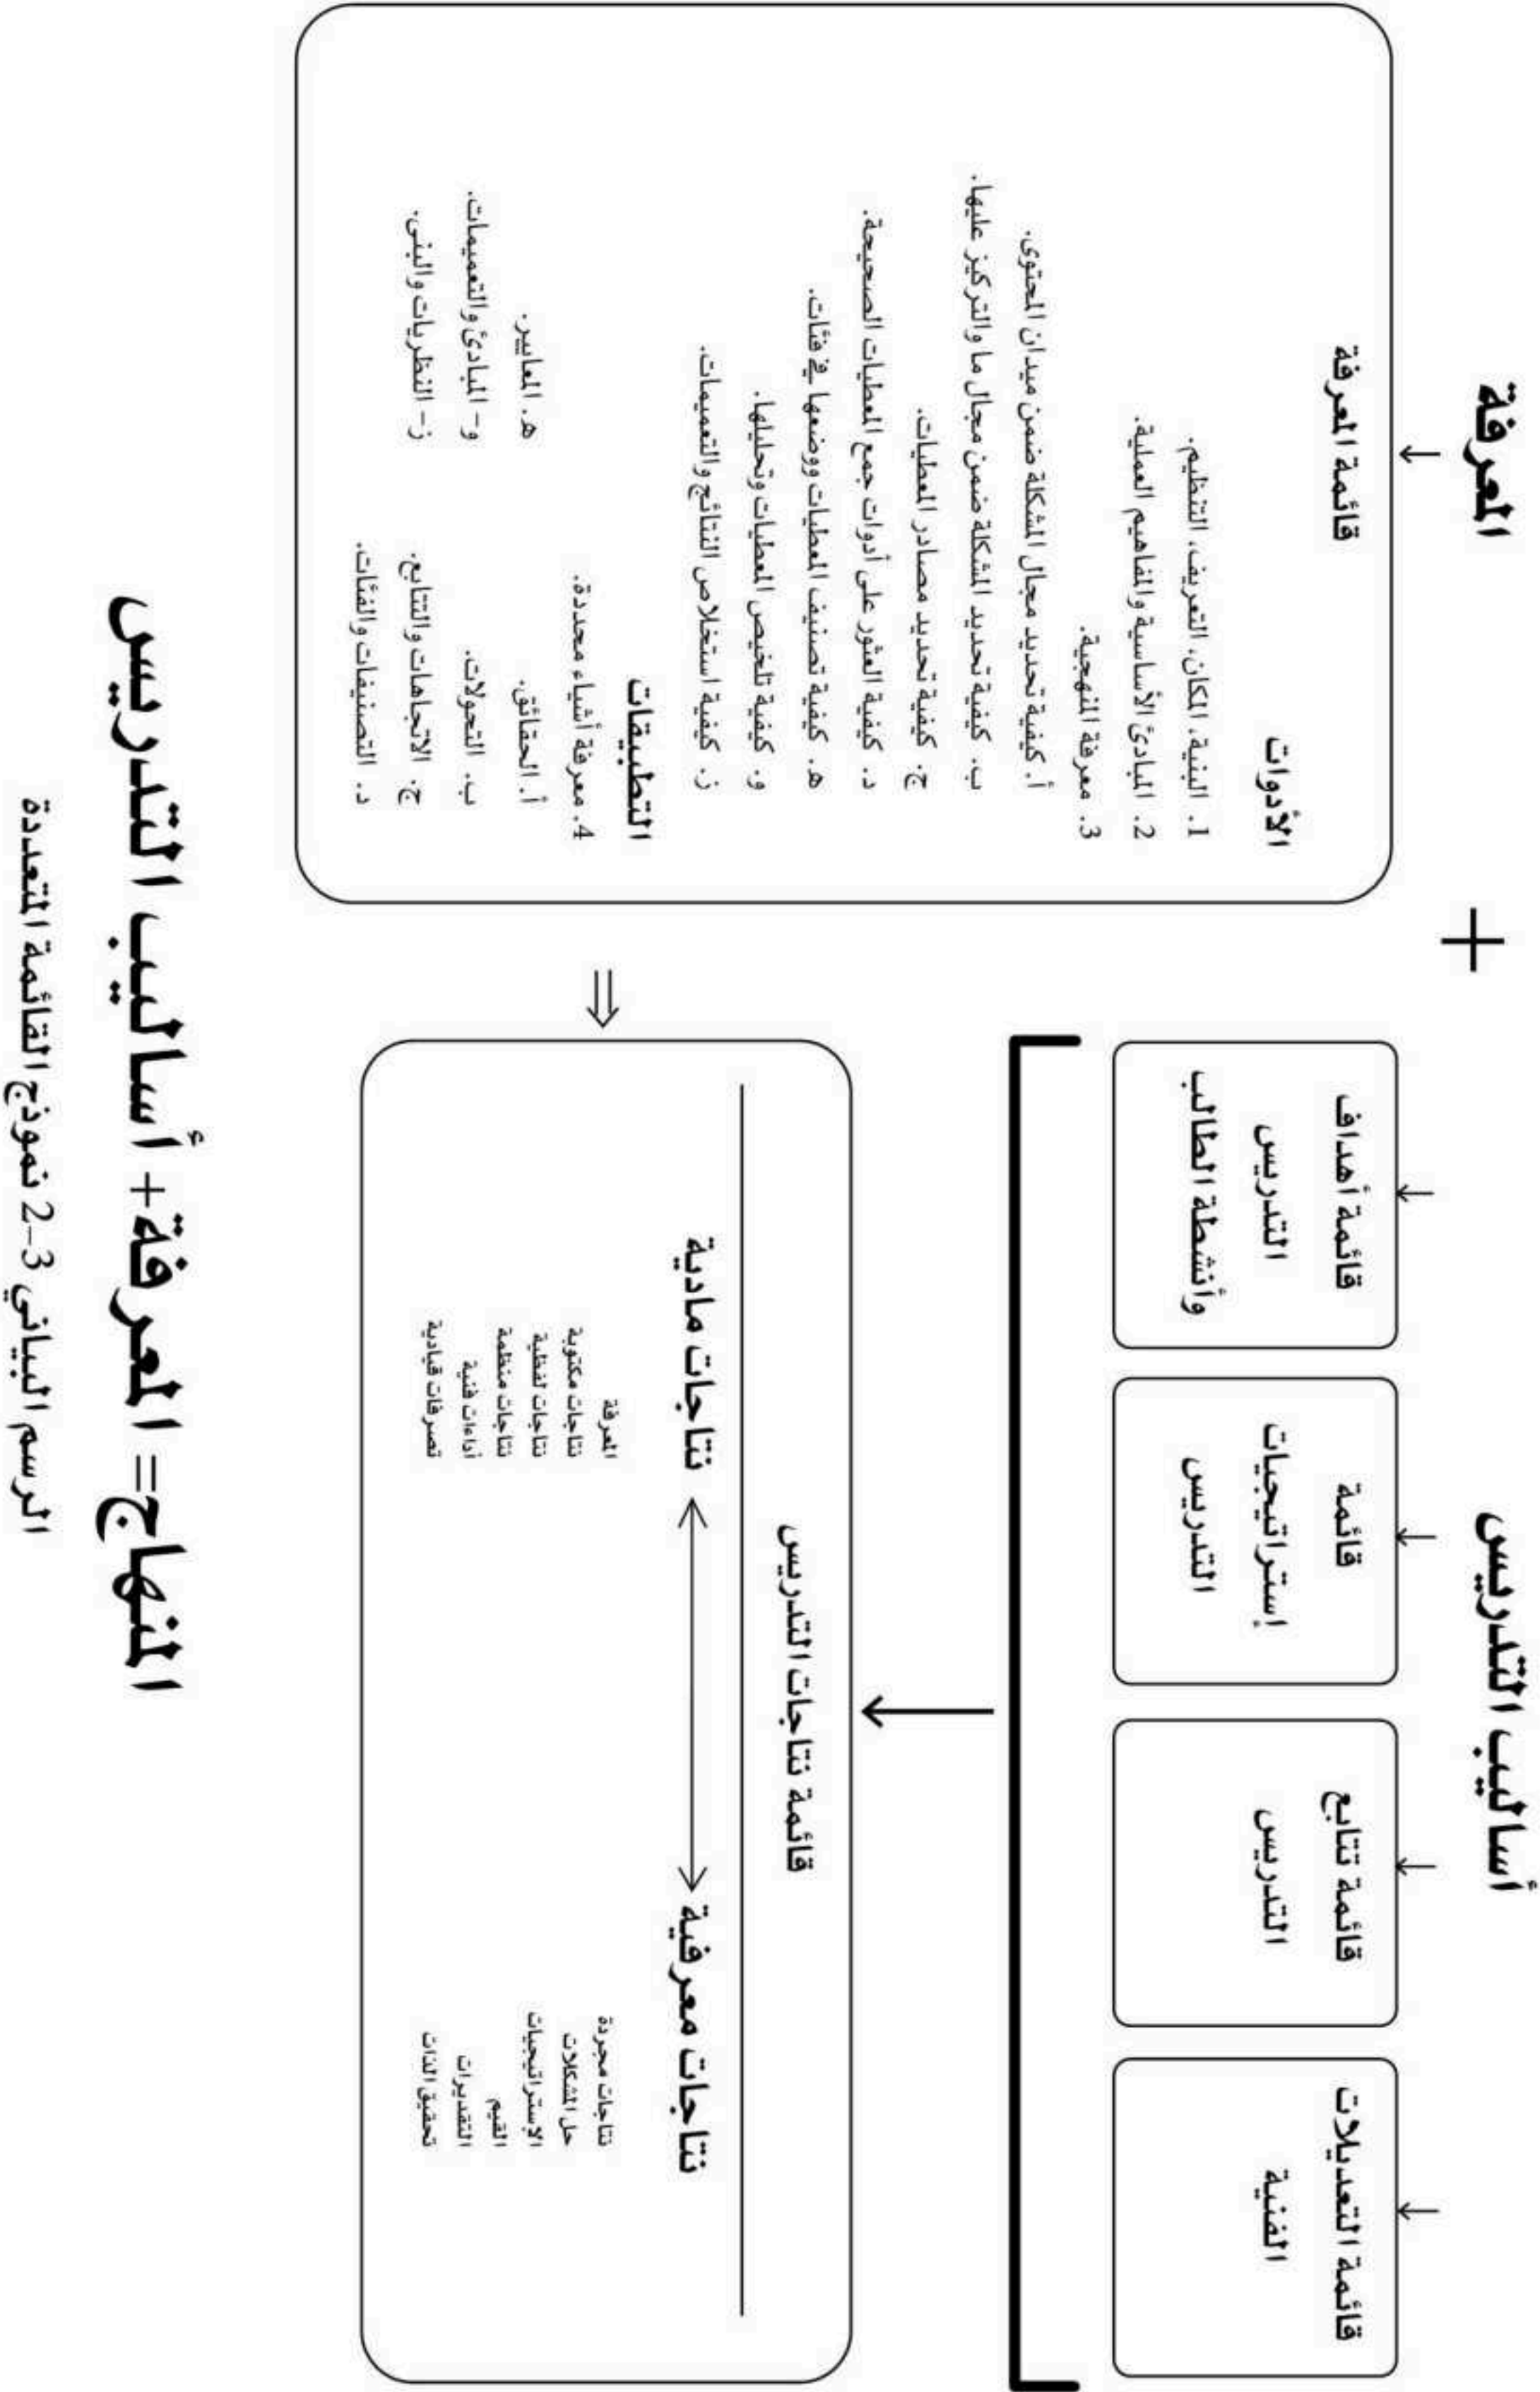 المعرفة
+
أساليب التدريس
قائمة المعرفة
الأدوات
1. البنية، المكان، التعريف، التنظيم.
2. المبادئ الأساسية والمفاهيم العملية.
3. معرفة المنهجية.
أ. كيفية تحديد مجال المشكلة ضمن ميدان المحتوى.
ب. كيفية تحديد المشكلة ضمن مجال ما والتركيز عليها.
ج. كيفية تحديد مصادر المعطيات.
د. كيفية العثور على أدوات جمع المعطيات الصحيحة.
ه. كيفية تصنيف المعطيات ووضعها في فئات.
و. كيفية تلخيص المعطيات وتحليلها.
ز. كيفية استخلاص النتائج والتعميمات.
التطبيقات
4. معرفة أشياء محددة.
أ. الحقائق.
ب. التحولات.
ج. الاتجاهات والتتابع.
د. التصنيفات والفئات.
ه. المعايير.
و- المبادئ والتعميمات.
ز- النظريات والبنى.
قائمة أهداف
التدريس
وأنشطة الطالب
قائمة
إستراتيجيات
التدريس
قائمة تتابع
التدريس
قائمة التعديلات
الفنية
قائمة نتاجات التدريس
نتاجات مادية
المعرفة
نتاجات مكتوبة
نتاجات لفظية
نتاجات منظمة
أداءات فنية
تصرفات قيادية
نتاجات معرفية
نتاجات مجردة
حل المشكلات
الإستراتيجيات
القيم
التقديرات
تحقيق الذات
المنهاج= المعرفة+ أساليب التدريس
الرسم البياني 3–2 نموذج القائمة المتعددة